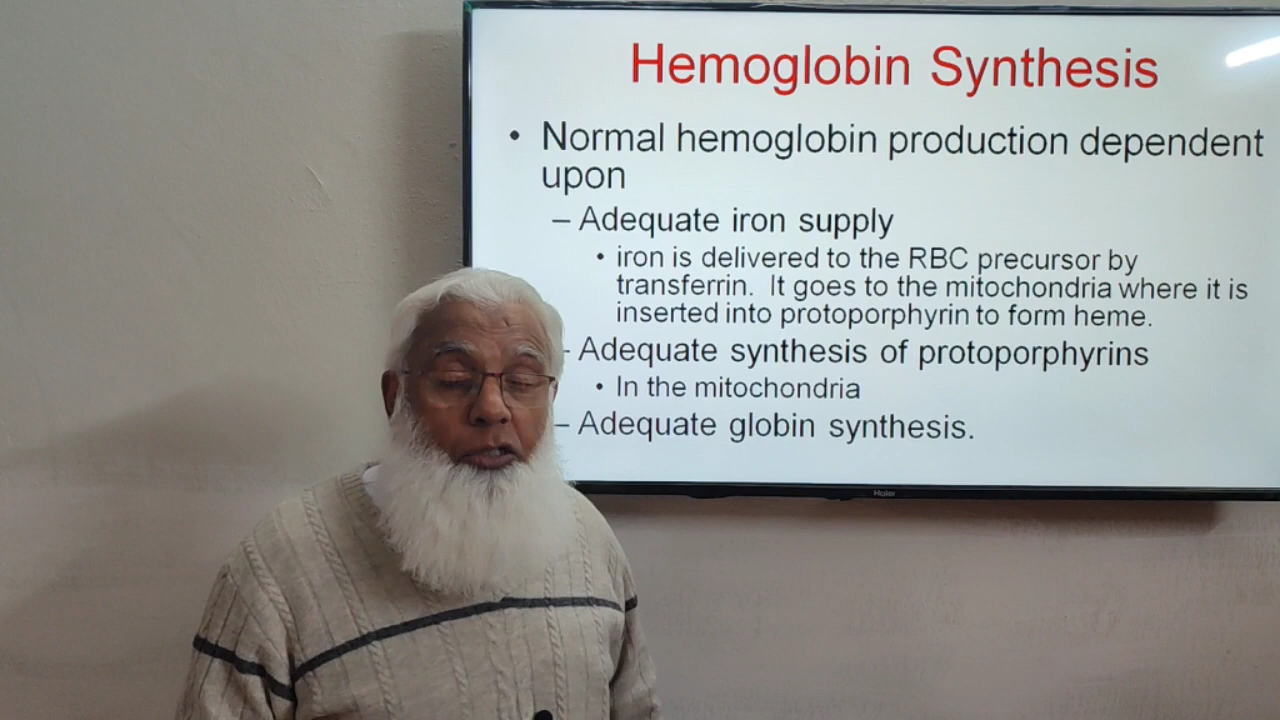 Hemoglobin Synthesis
• Normal hemoglobin production dependent
upon
– Adequate iron supply
• iron is delivered to the RBC precursor by
transferrin. It goes to the mitochondria where it is
inserted into protoporphyrin to form heme.
- Adequate synthesis of protoporphyrins
• In the mitochondria
– Adequate globin synthesis.
Haier